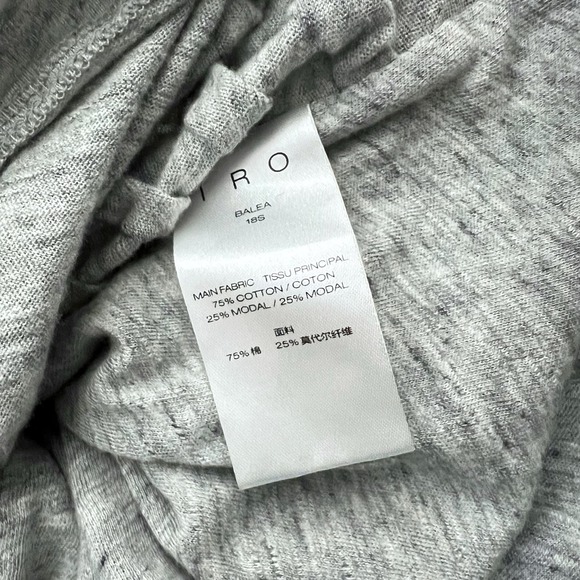 IRO
BALEA
18S
MAIN FABRIC TISSU PRINCIPAL
75% COTTON / COTON
25% MODAL / 25% MODAL
面料
75% 棉 25% 莫代尔纤维